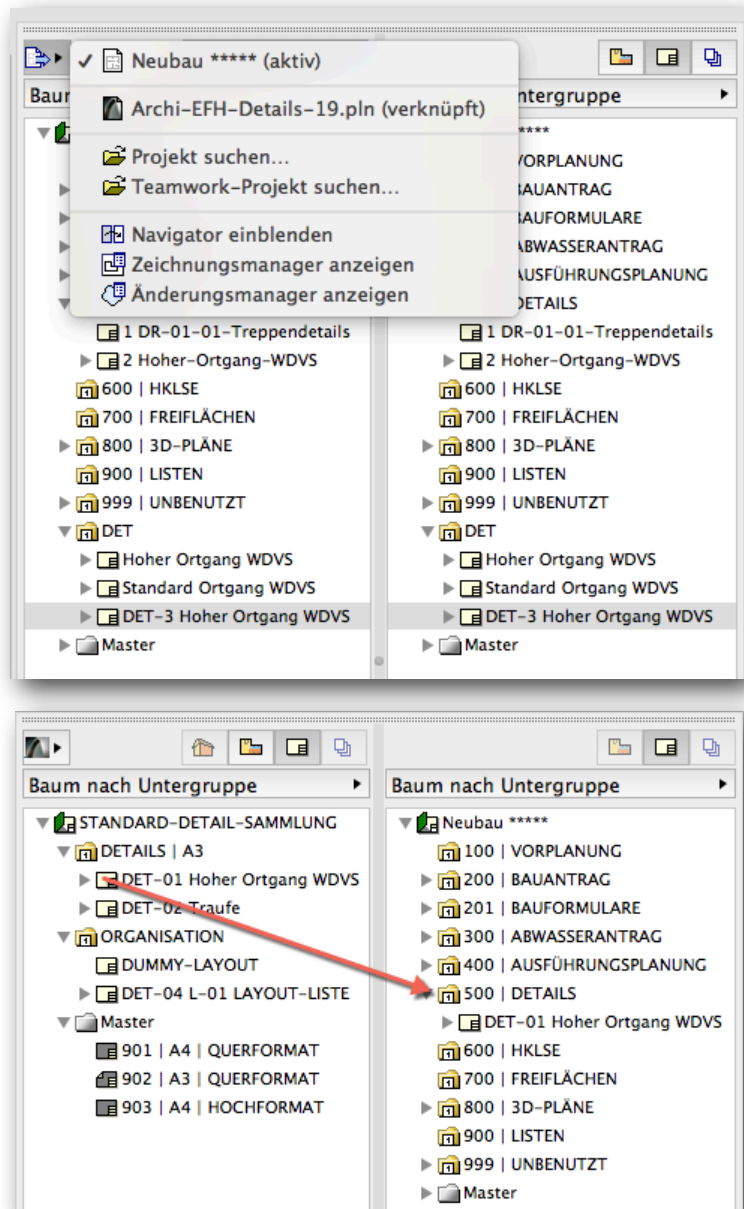 Neubau ***** (aktiv)
Archi-EFH-Details-19.pln (verknüpft)
Projekt suchen...
Teamwork-Projekt suchen...
Navigator einblenden
Zeichnungsmanager anzeigen
Änderungsmanager anzeigen
1 DR-01-01-Treppendetails
2 Hoher-Ortgang-WDVS
600 | HKLSE
700 | FREIFLÄCHEN
800 | 3D-PLÄNE
900 | LISTEN
999 | UNBENUTZT
DET
Hoher Ortgang WDVS
Standard Ortgang WDVS
DET-3 Hoher Ortgang WDVS
Master
*****
VORPLANUNG
BAUANTRAG
BAUFORMULARE
ABWASSERANTRAG
AUSFÜHRUNGSPLANUNG
DETAILS
1 DR-01-01-Treppendetails
2 Hoher-Ortgang-WDVS
600 | HKLSE
700 | FREIFLÄCHEN
800 | 3D-PLÄNE
900 | LISTEN
999 | UNBENUTZT
DET
Hoher Ortgang WDVS
Standard Ortgang WDVS
DET-3 Hoher Ortgang WDVS
Master
Baum nach Untergruppe
STANDARD-DETAIL-SAMMLUNG
DETAILS | A3
DET-01 Hoher Ortgang WDVS
DET-02 Traufe
ORGANISATION
DUMMY-LAYOUT
DET-04 L-01 LAYOUT-LISTE
Master
901 | A4 | QUERFORMAT
902 | A3 | QUERFORMAT
903 | A4 | HOCHFORMAT
Baum nach Untergruppe
Neubau *****
100 | VORPLANUNG
200 | BAUANTRAG
201 | BAUFORMULARE
300 | ABWASSERANTRAG
400 | AUSFÜHRUNGSPLANUNG
500 | DETAILS
DET-01 Hoher Ortgang WDVS
600 | HKLSE
700 | FREIFLÄCHEN
800 | 3D-PLÄNE
900 | LISTEN
999 | UNBENUTZT
Master